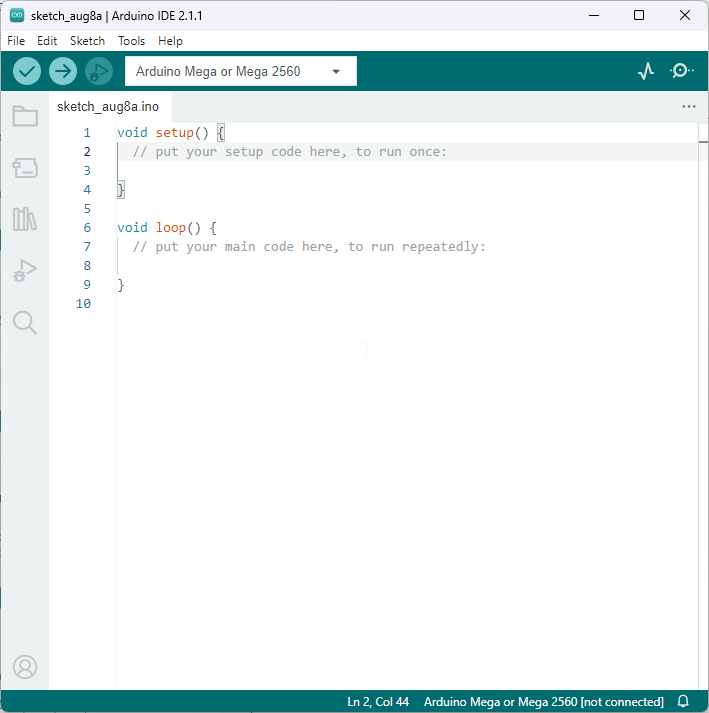 sketch_aug8a | Arduino IDE 2.1.1
File Edit Sketch Tools Help
Arduino Mega or Mega 2560
sketch_aug8a.ino
1 void setup() {
2 // put your setup code here, to run once:
3
4 }
5
6 void loop() {
7 // put your main code here, to run repeatedly:
8
9 }
10
Ln 2, Col 44 Arduino Mega or Mega 2560 [not connected]